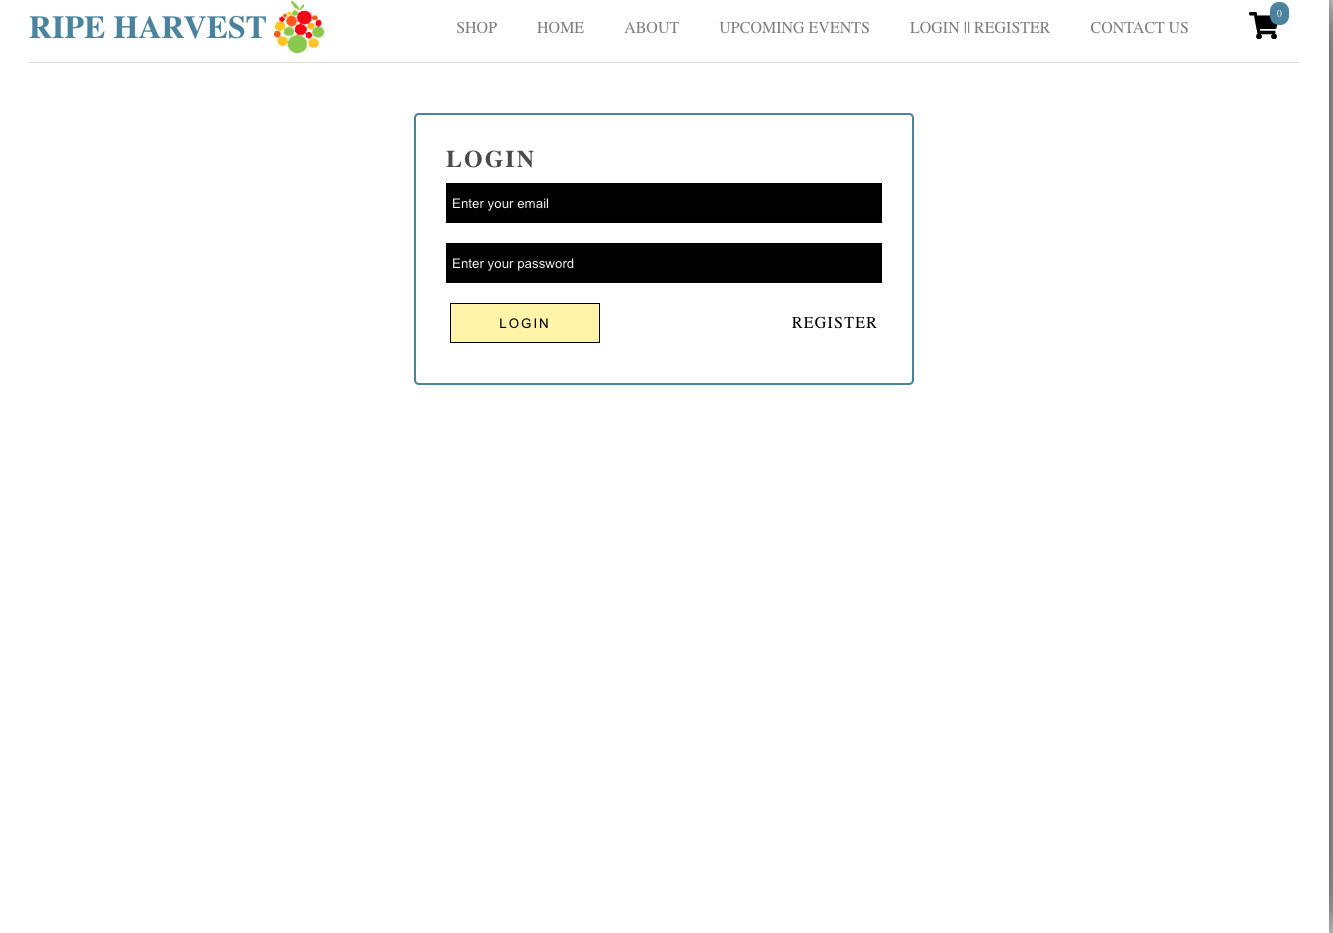 RIPE HARVEST
SHOP HOME ABOUT UPCOMING EVENTS LOGIN || REGISTER CONTACT US
0
LOGIN
Enter your email
Enter your password
LOGIN REGISTER